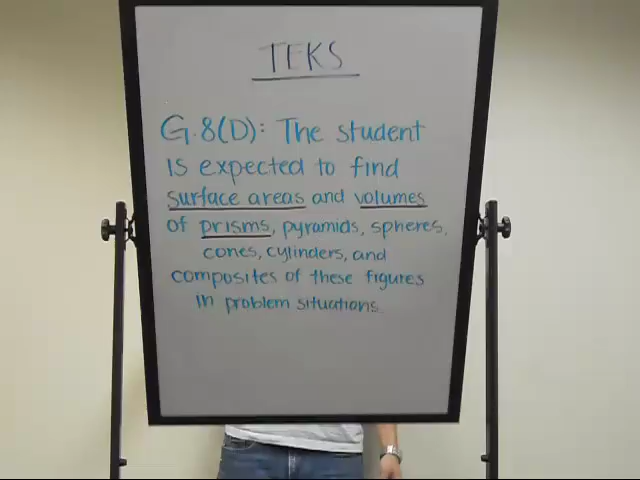 TEKS
G.8(D): The student
is expected to find
surface areas and volumes
of prisms, pyramids, spheres,
cones, cylinders, and
composites of these figures
in problem situations.